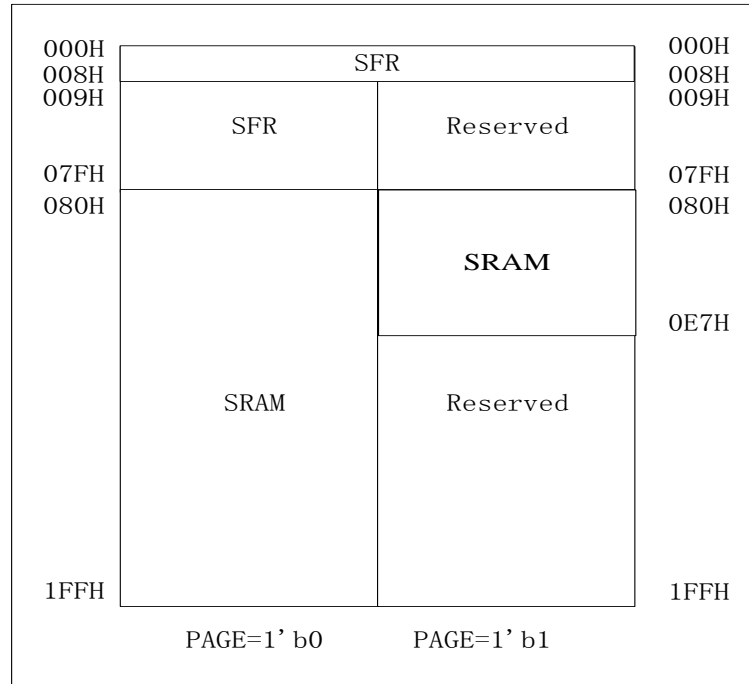 000H 000H
SFR
008H 008H
009H 009H
SFR Reserved
07FH 07FH
080H 080H
SRAM
0E7H
SRAM Reserved
1FFH 1FFH
PAGE=1'b0 PAGE=1'b1